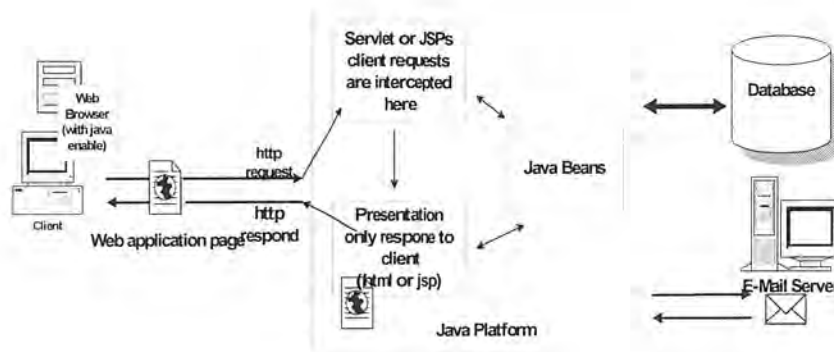 Servlet or JSPs
client requests
are intercepted
here
Web
Browser
(with java
enable)
Client
http
request
http
respond
Web application page
Presentation
only respone to
client
(html or jsp)
Java Beans
Java Platform
Database
E-Mail Server